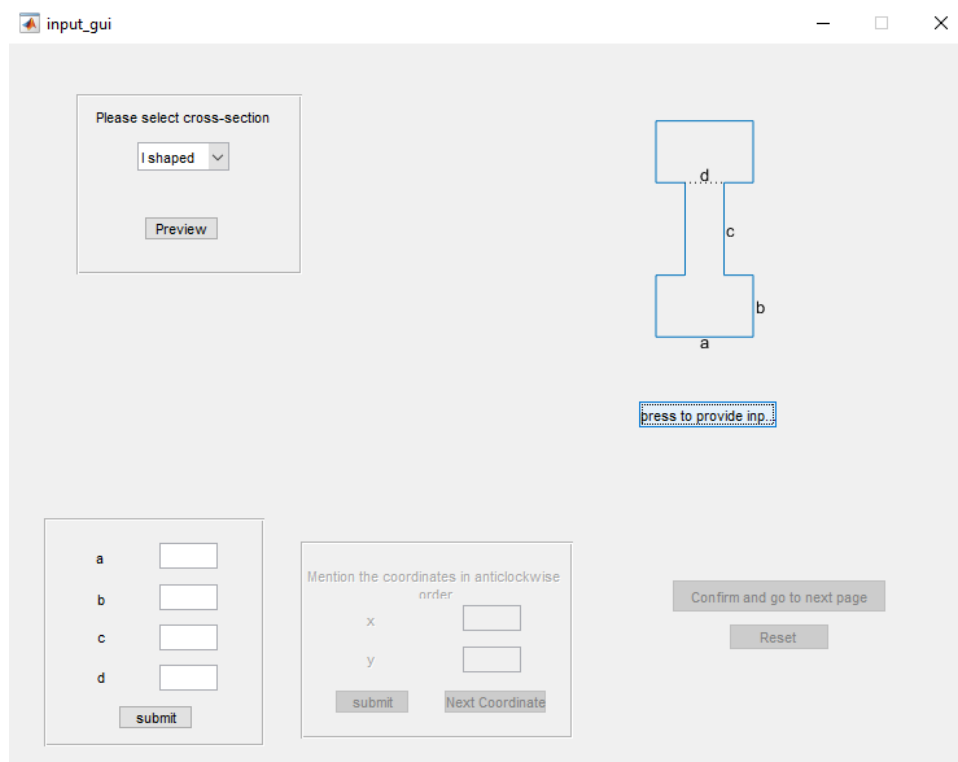 input_gui
Please select cross-section
I shaped
Preview
d
c
b
a
press to provide inp...
a
b
c
d
submit
Mention the coordinates in anticlockwise
order
x
y
submit
Next Coordinate
Confirm and go to next page
Reset